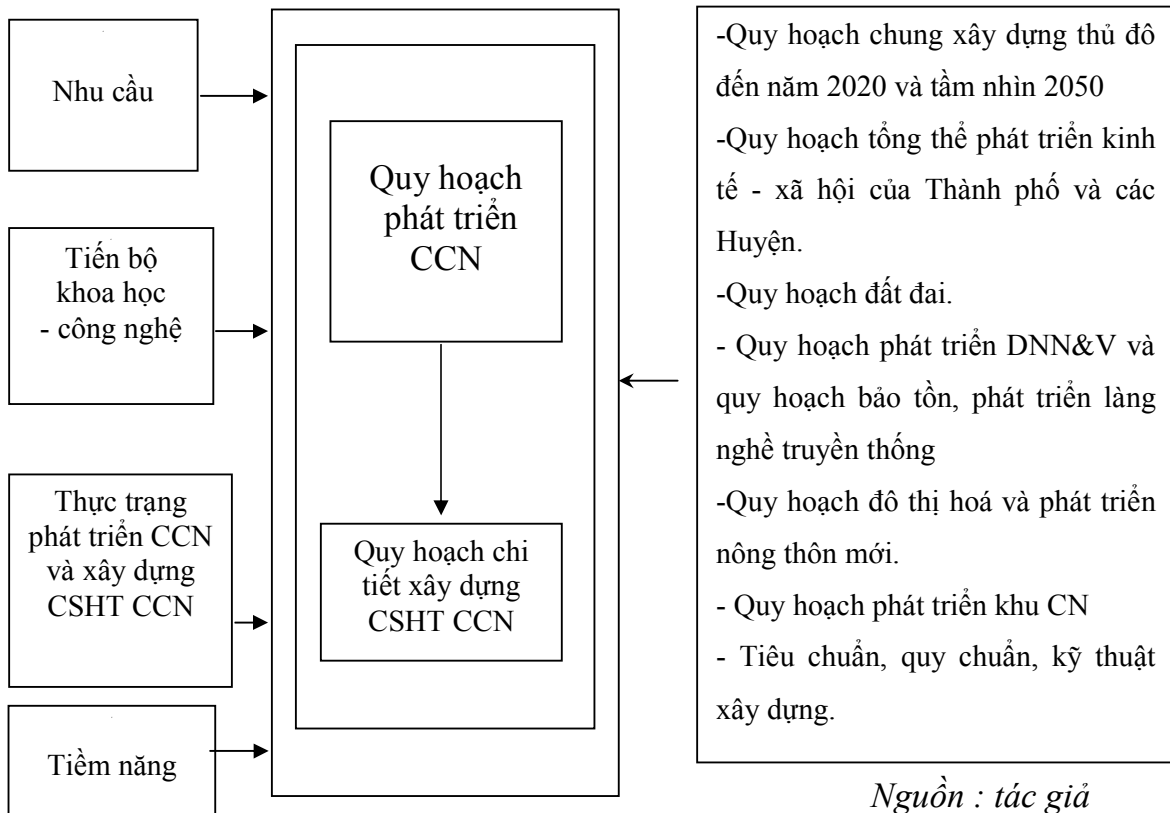 Nhu cầu
Tiến bộ
khoa học
- công nghệ
Thực trạng
phát triển CCN
và xây dựng
CSHT CCN
Tiềm năng
Quy hoạch
phát triển
CCN
Quy hoạch chi
tiết xây dựng
CSHT CCN
-Quy hoạch chung xây dựng thủ đô
đến năm 2020 và tầm nhìn 2050
-Quy hoạch tổng thể phát triển kinh
tế - xã hội của Thành phố và các
Huyện.
-Quy hoạch đất đai.
- Quy hoạch phát triển DNN&V và
quy hoạch bảo tồn, phát triển làng
nghề truyền thống
-Quy hoạch đô thị hoá và phát triển
nông thôn mới.
- Quy hoạch phát triển khu CN
- Tiêu chuẩn, quy chuẩn, kỹ thuật
xây dựng.
Nguồn : tác giả